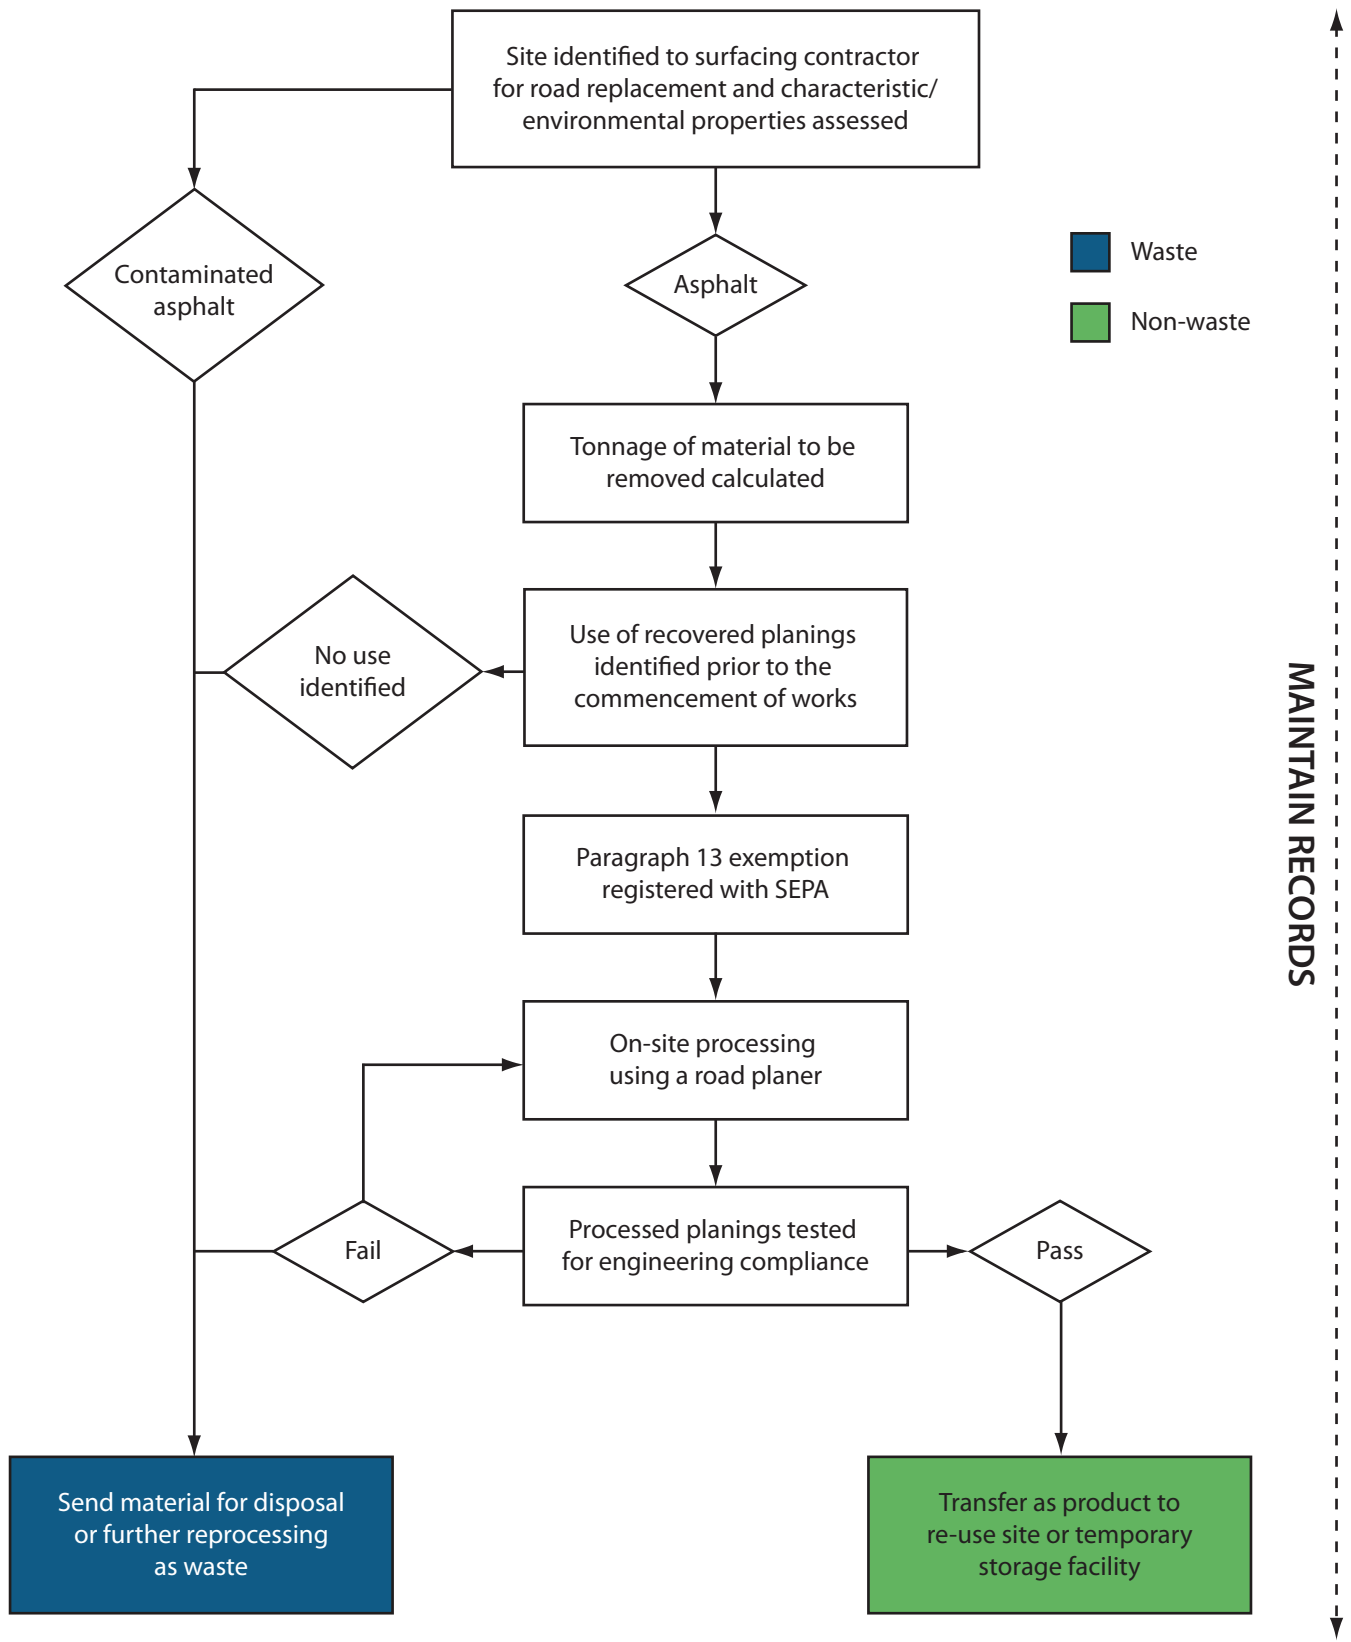 Site identified to surfacing contractor
for road replacement and characteristic/
environmental properties assessed
Contaminated
asphalt
Asphalt
Waste
Non-waste
Tonnage of material to be
removed calculated
No use
identified
Use of recovered planings
identified prior to the
commencement of works
Paragraph 13 exemption
registered with SEPA
MAINTAIN RECORDS
On-site processing
using a road planer
Fail
Processed planings tested
for engineering compliance
Pass
Send material for disposal
or further reprocessing
as waste
Transfer as product to
re-use site or temporary
storage facility